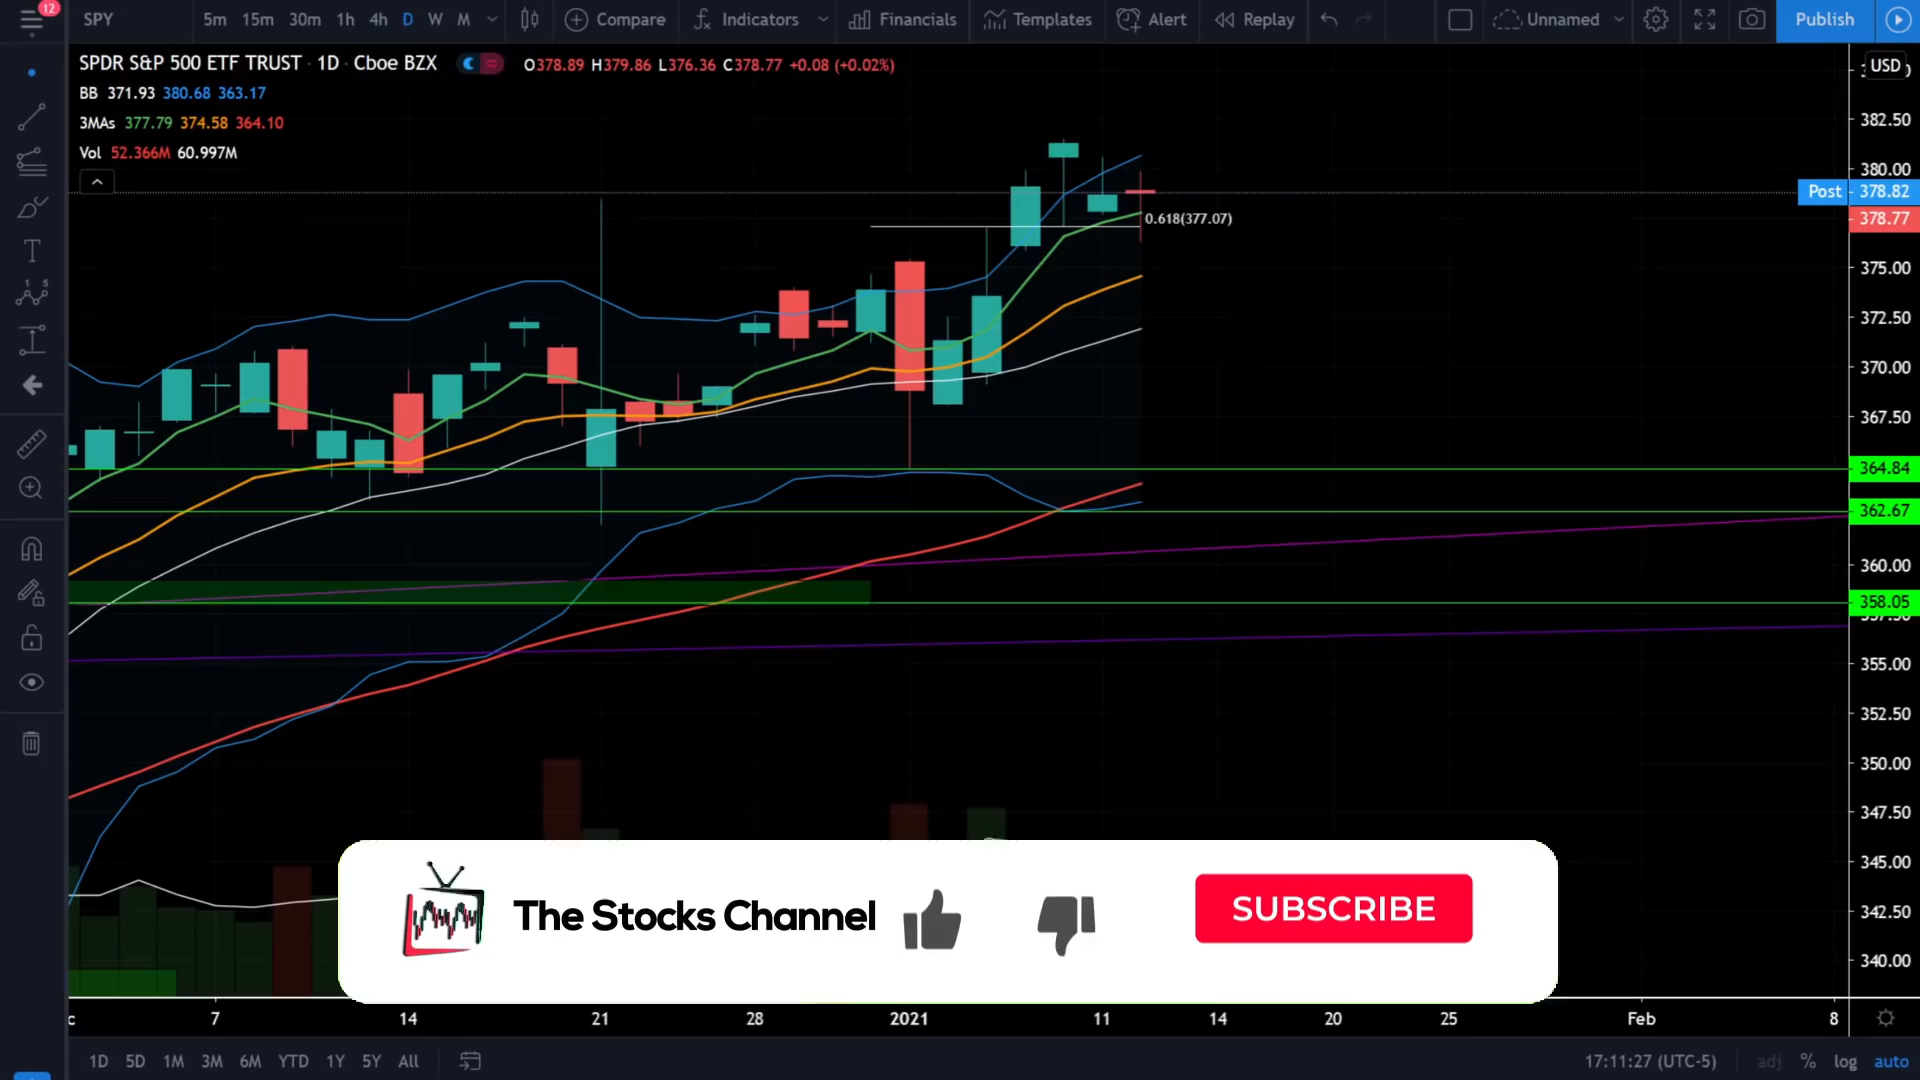 12
SPY 5m 15m 30m 1h 4h D W M Compare Indicators Financials Templates Alert Replay Unnamed Publish
SPDR S&P 500 ETF TRUST · 1D · Cboe BZX O378.89 H379.86 L376.36 C378.77 +0.08 (+0.02%)
USD
BB 371.93 380.68 363.17
3MAs 377.79 374.58 364.10
Vol 52.366M 60.997M
382.50
380.00
Post 378.82
378.77
0.618(377.07)
375.00
372.50
370.00
367.50
364.84
362.67
360.00
358.05
355.00
352.50
350.00
347.50
345.00
342.50
340.00
The Stocks Channel
SUBSCRIBE
7 14 21 28 2021 11 14 20 25 Feb 8
1D 5D 1M 3M 6M YTD 1Y 5Y All 17:11:27 (UTC-5) adj % log auto